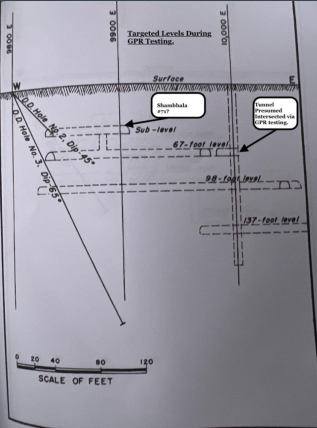 9800 E
9900 E
10,000 E
Targeted Levels During
GPR Testing.
Surface
W
E
Shambhala
#717
Tunnel
Presumed
Intersected via
GPR testing.
D.D. Hole No. 2, Dip 45°
D.D. Hole No. 3, Dip 65°
Sub-level
67-foot level
98-foot level
137-foot level
0 20 40 80 120
SCALE OF FEET